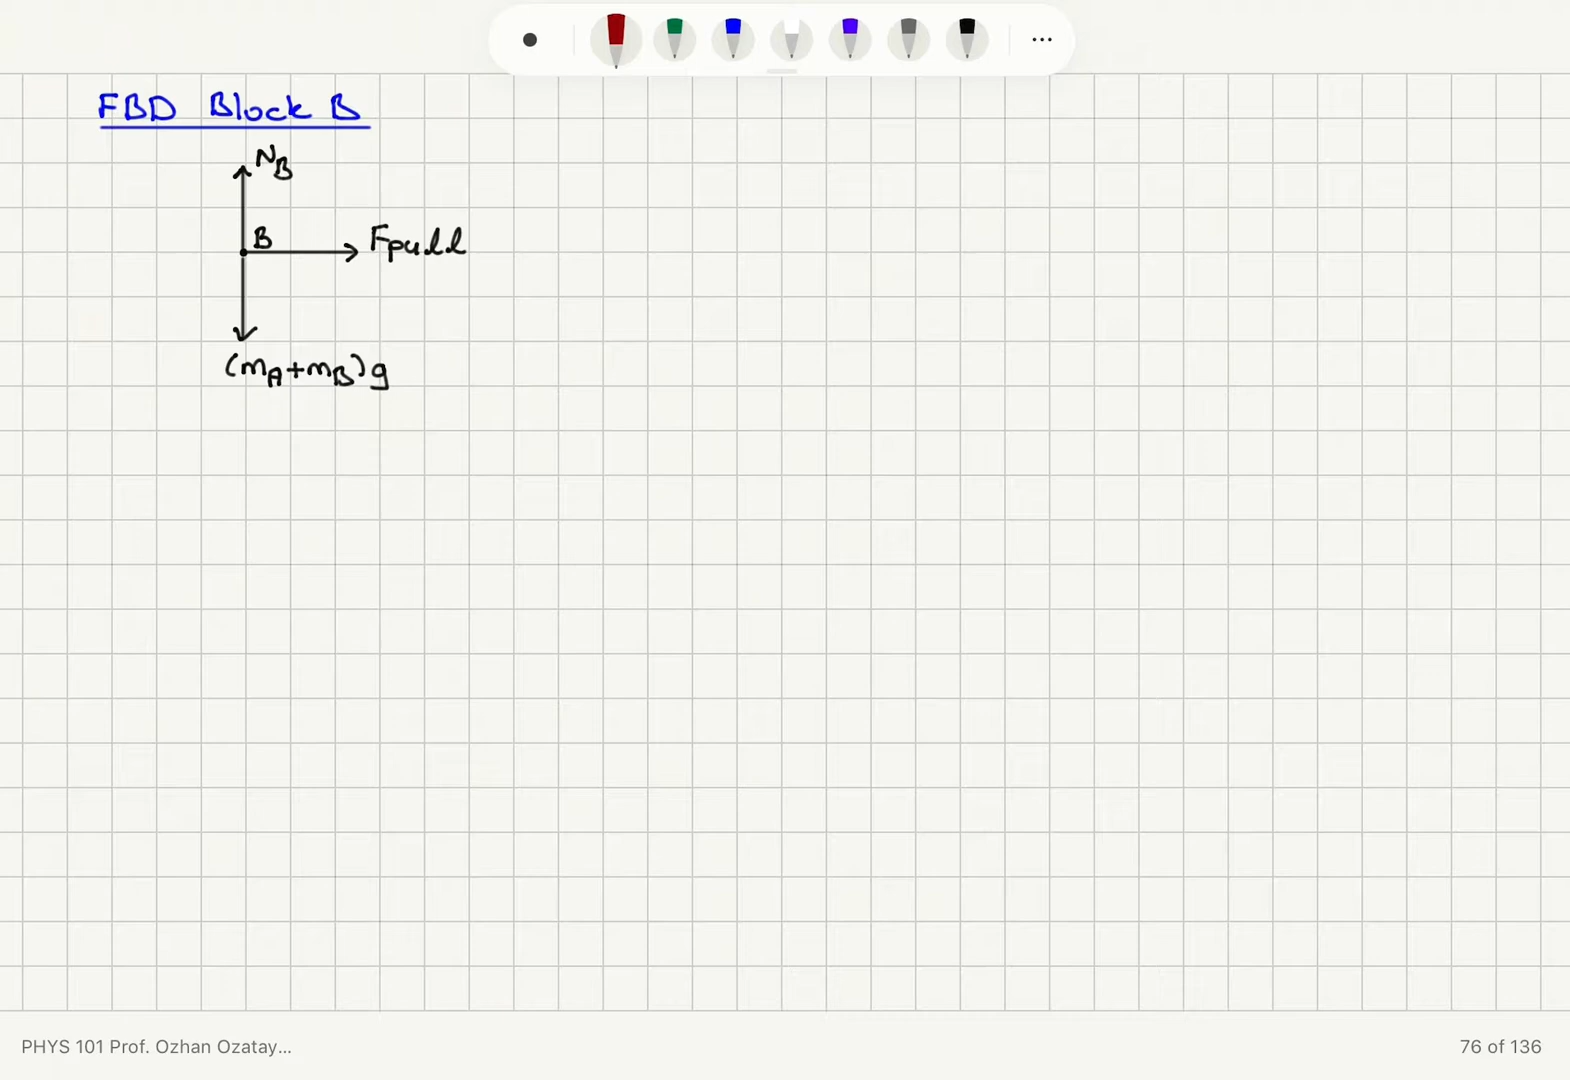 FBD Block B
N_B
B
Fpull
(m_A+m_B)g
PHYS 101 Prof. Ozhan Ozatay...
76 of 136